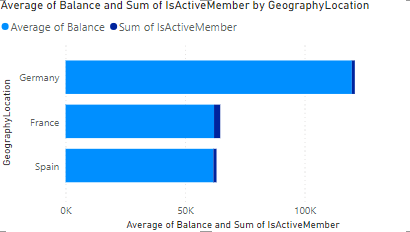 Average of Balance and Sum of IsActiveMember by GeographyLocation
Average of Balance Sum of IsActiveMember
GeographyLocation
Germany
France
Spain
0K 50K 100K
Average of Balance and Sum of IsActiveMember